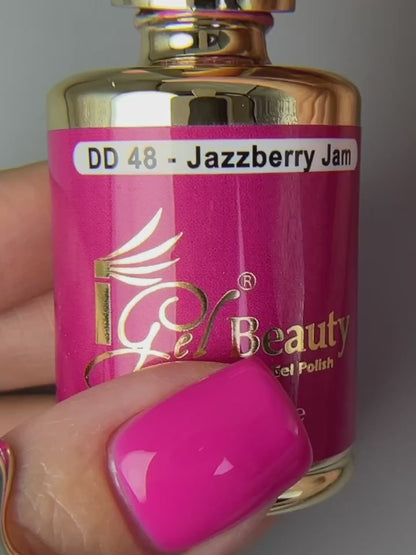 DD 48 - Jazzberry Jam
iGel Beauty®
Gel Polish